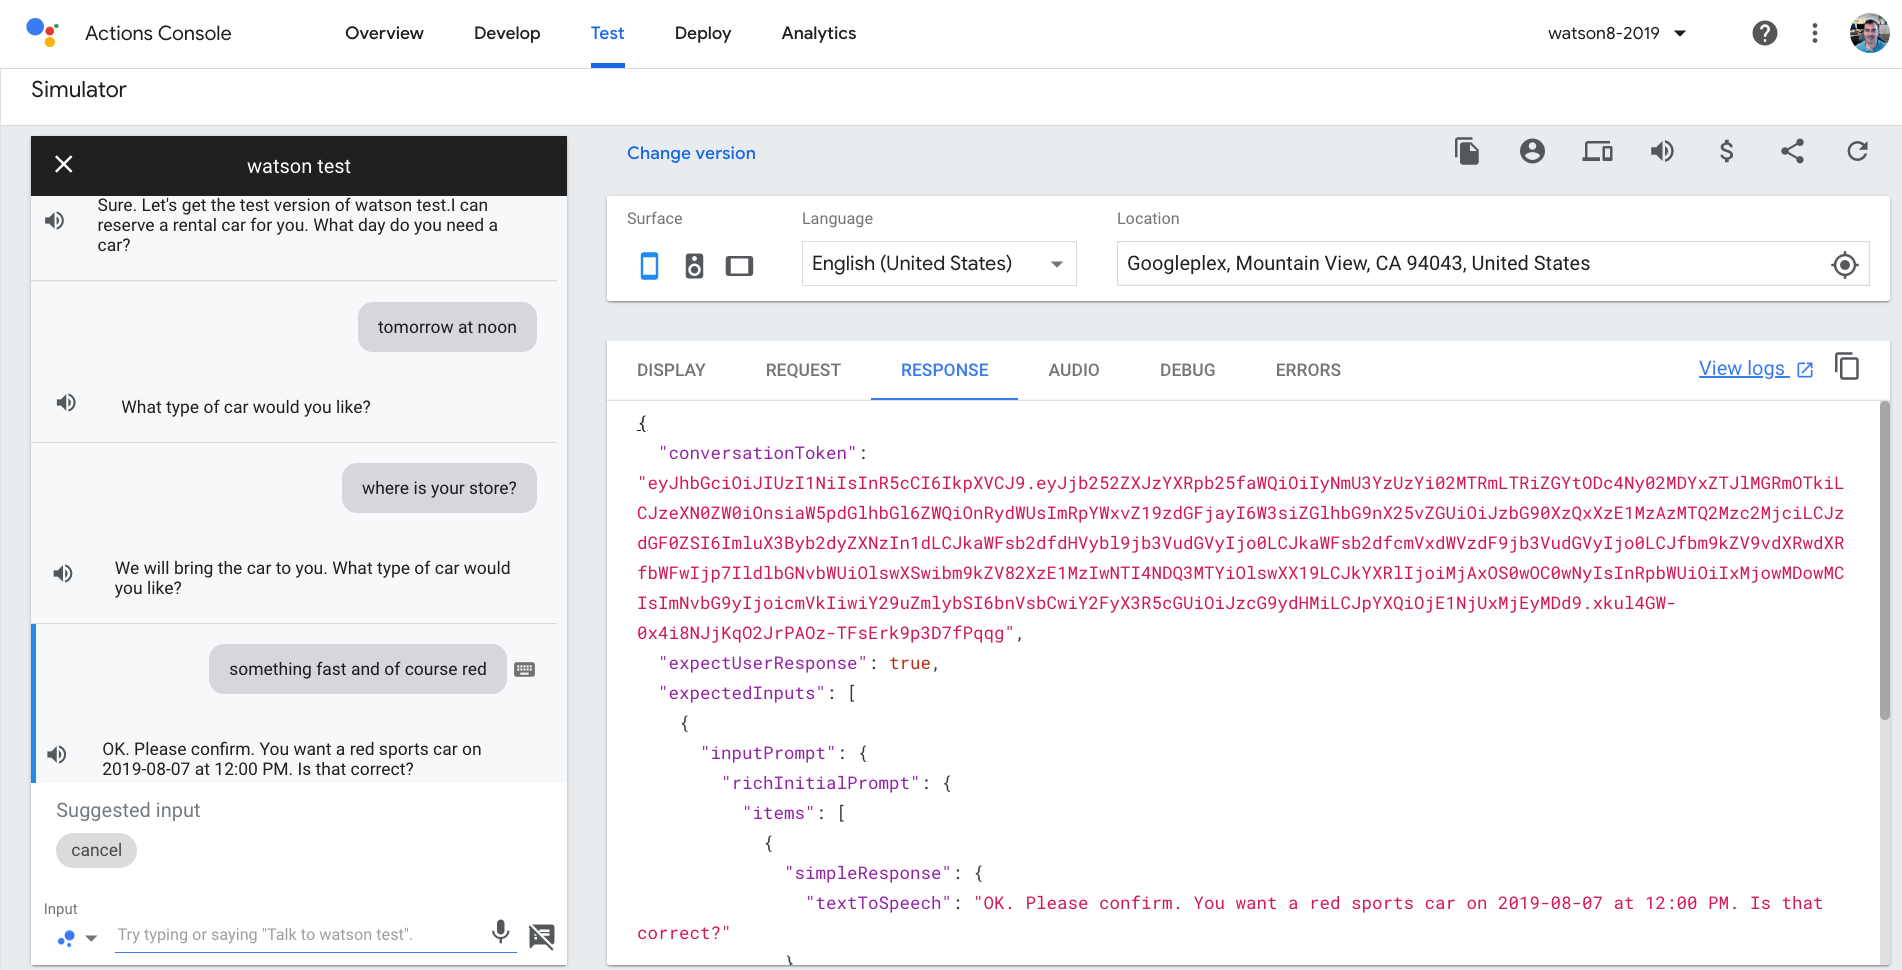 Actions Console
Overview
Develop
Test
Deploy
Analytics
watson8-2019
Simulator
watson test
Sure. Let's get the test version of watson test.I can
reserve a rental car for you. What day do you need a
car?
tomorrow at noon
What type of car would you like?
where is your store?
We will bring the car to you. What type of car would
you like?
something fast and of course red
OK. Please confirm. You want a red sports car on
2019-08-07 at 12:00 PM. Is that correct?
Suggested input
cancel
Input
Try typing or saying "Talk to watson test".
Change version
Surface
Language
Location
English (United States)
Googleplex, Mountain View, CA 94043, United States
DISPLAY
REQUEST
RESPONSE
AUDIO
DEBUG
ERRORS
View logs
{
"conversationToken":
"eyJhbGciOiJIUzI1NiIsInR5cCI6IkpXVCJ9.eyJjb252ZXJzYXRpb25faWQiOiIyNmU3YzUzYi02MTRmLTRiZGYtODc4Ny02MDYxZTJlMGRmOTkiL
CJzeXN0ZW0iOnsiaW5pdGlhbGl6ZWQiOnRydWUsImRpYWxvZ19zdGFjayI6W3siZGlhbG9nX25vZGUiOiJzbG90XzQxXzE1MzAzMTQ2Mzc2MjciLCJz
dGF0ZSI6ImluX3Byb2dyZXNzIn1dLCJkaWFsb2dfdHVybl9jb3VudGVyIjo0LCJkaWFsb2dfcmVxdWVzdF9jb3VudGVyIjo0LCJfbm9kZV9vdXRwdXR
fbWFwIjp7IldlbGNvbWUiOlswXSwibm9kZV82XzE1MzIwNTI4NDQ3MTYiOlswXX19LCJkYXRlIjoiMjAxOS0wOC0wNyIsInRpbWUiOiIxMjowMDowMC
IsImNvbG9yIjoicmVkIiwiY29uZmlybSI6bnVsbCwiY2FyX3R5cGUiOiJzcG9ydHMiLCJpYXQiOjE1NjUxMjEyMDd9.xkul4GW-
0x4i8NJjKqO2JrPAOz-TFsErk9p3D7fPqqg",
"expectUserResponse": true,
"expectedInputs": [
{
"inputPrompt": {
"richInitialPrompt": {
"items": [
{
"simpleResponse": {
"textToSpeech": "OK. Please confirm. You want a red sports car on 2019-08-07 at 12:00 PM. Is that
correct?"
}